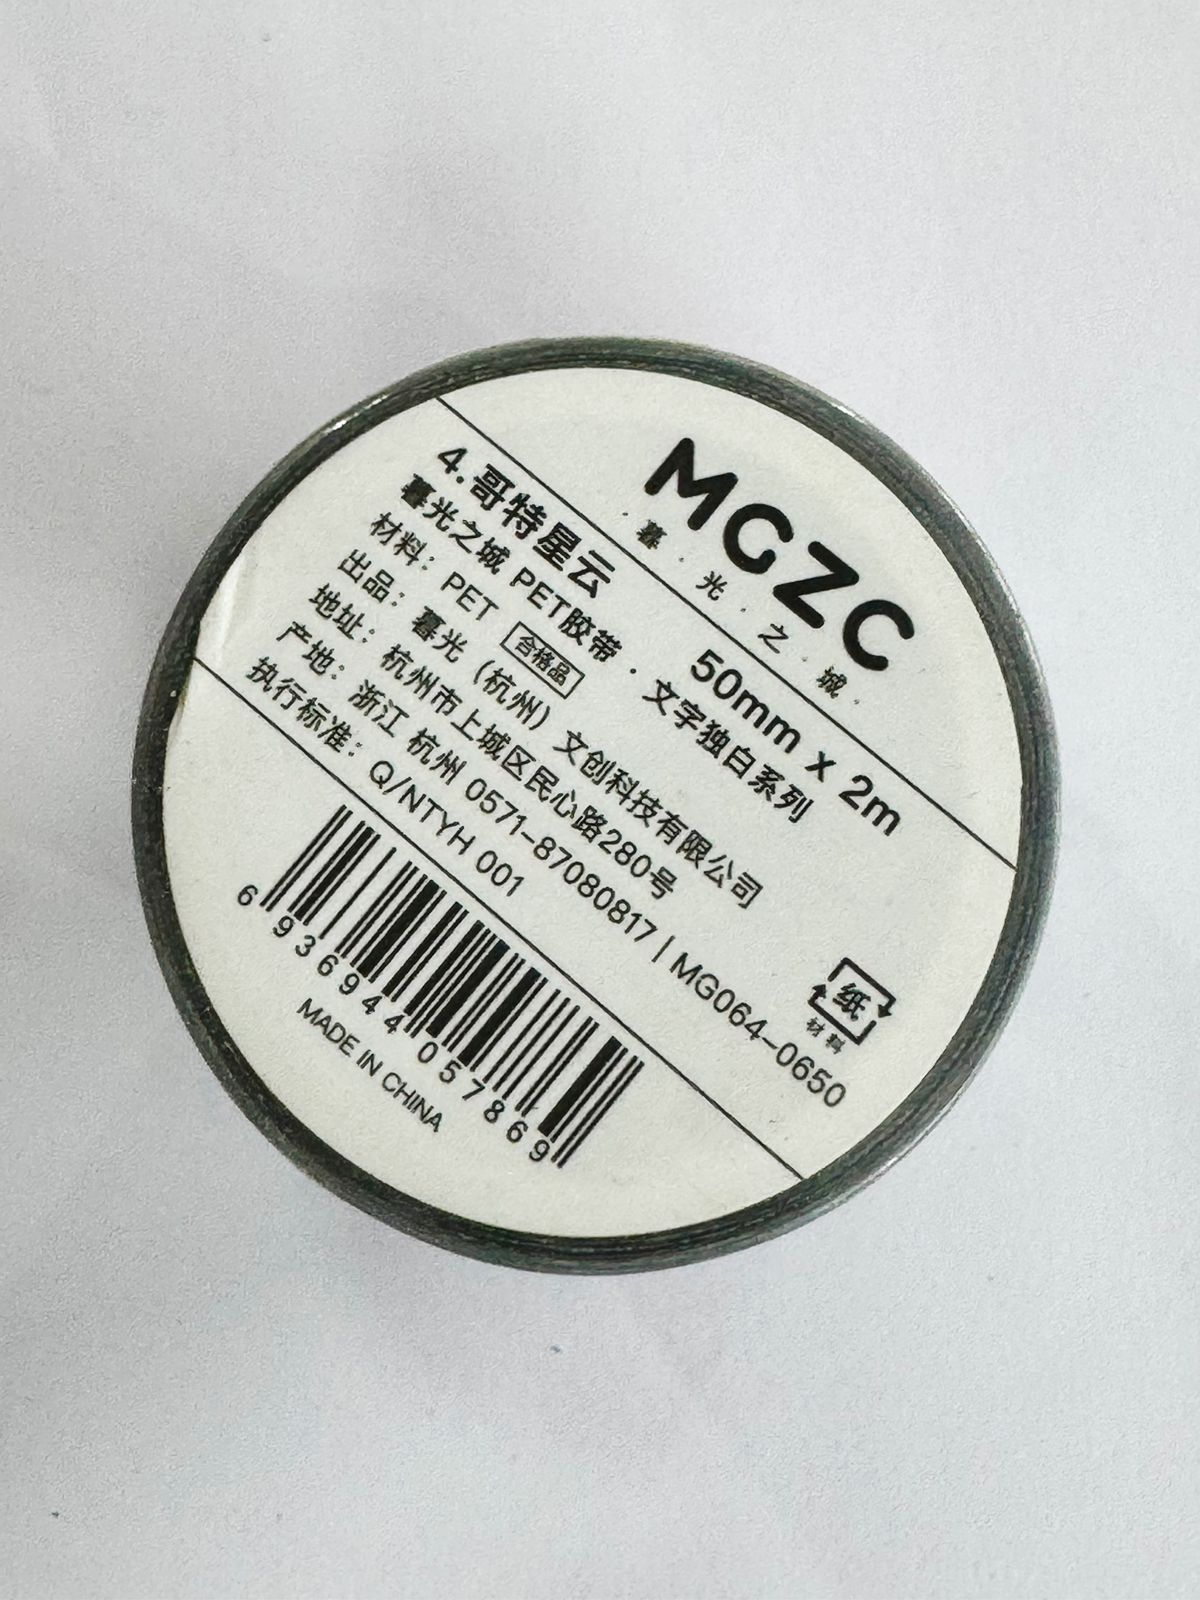 MGZC
· 暮 · 光 · 之 · 城 ·
4.哥特星云 50mm x 2m
暮光之城 PET胶带 · 文字独白系列
材料：PET 合格品
出品：暮光（杭州）文创科技有限公司
地址：杭州市上城区民心路280号
产地：浙江 杭州 0571-87080817 | MG064-0650
执行标准：Q/NTYH 001
纸
材料
6 936944 057869
MADE IN CHINA